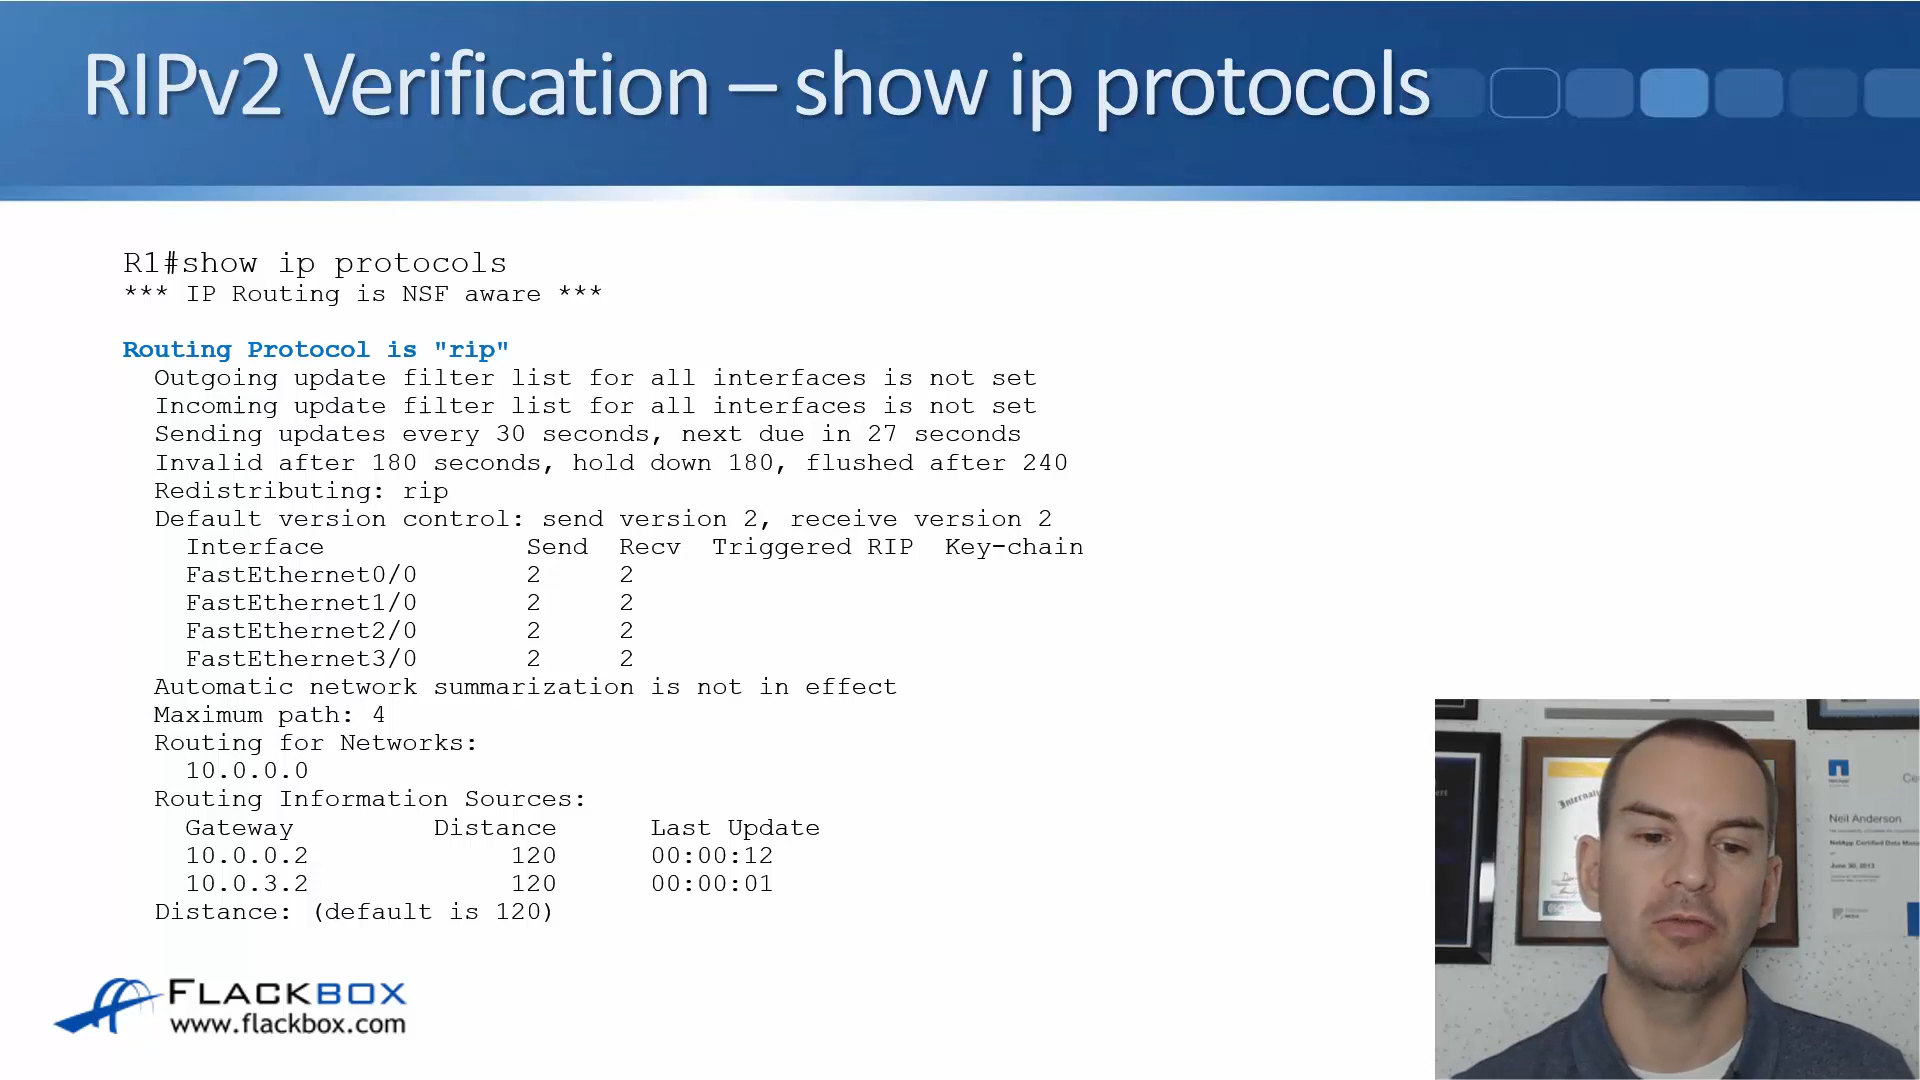 RIPv2 Verification – show ip protocols
R1#show ip protocols
*** IP Routing is NSF aware ***
Routing Protocol is "rip"
Outgoing update filter list for all interfaces is not set
Incoming update filter list for all interfaces is not set
Sending updates every 30 seconds, next due in 27 seconds
Invalid after 180 seconds, hold down 180, flushed after 240
Redistributing: rip
Default version control: send version 2, receive version 2
Interface Send Recv Triggered RIP Key-chain
FastEthernet0/0 2 2
FastEthernet1/0 2 2
FastEthernet2/0 2 2
FastEthernet3/0 2 2
Automatic network summarization is not in effect
Maximum path: 4
Routing for Networks:
10.0.0.0
Routing Information Sources:
Gateway Distance Last Update
10.0.0.2 120 00:00:12
10.0.3.2 120 00:00:01
Distance: (default is 120)
FLACKBOX
www.flackbox.com
Neil Anderson
June 30, 2013